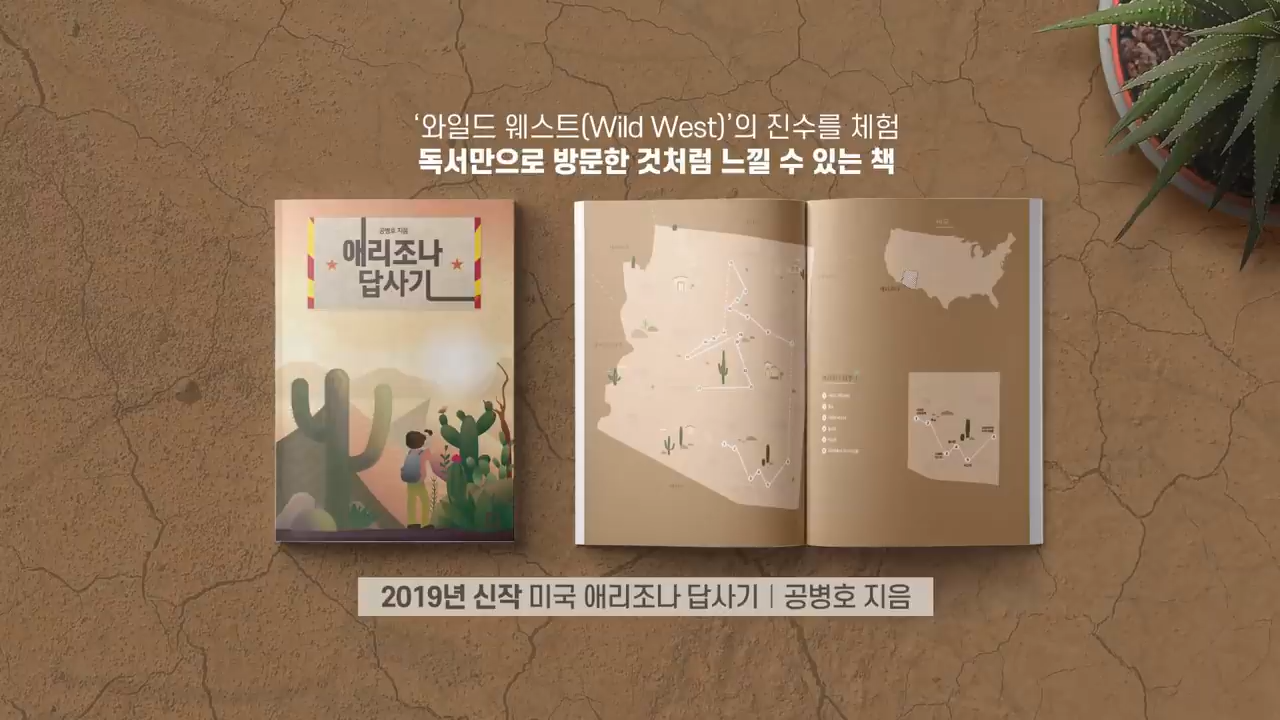 ‘와일드 웨스트(Wild West)’의 진수를 체험
독서만으로 방문한 것처럼 느낄 수 있는 책
공병호 지음
애리조나
답사기
미국
2019년 신작 미국 애리조나 답사기 | 공병호 지음